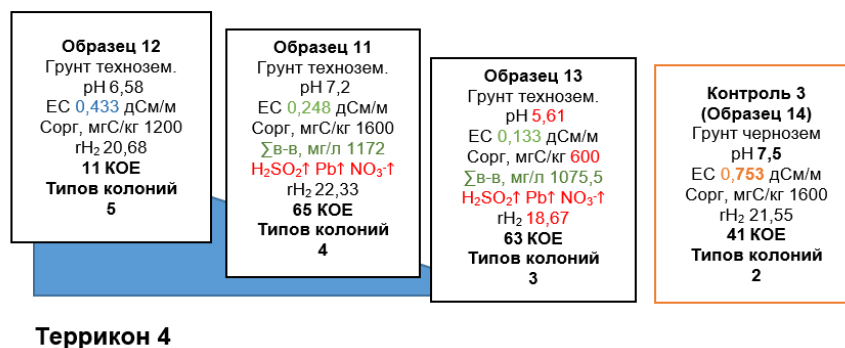 Образец 12
Грунт технозем.
pH 6,58
EC 0,433 дСм/м
Сорг, мгС/кг 1200
rH₂ 20,68
11 КОЕ
Типов колоний
5
Образец 11
Грунт технозем.
pH 7,2
EC 0,248 дСм/м
Сорг, мгС/кг 1600
∑в-в, мг/л 1172
H₂SO₂↑ Pb↑ NO₃-↑
rH₂ 22,33
65 КОЕ
Типов колоний
4
Образец 13
Грунт технозем.
pH 5,61
EC 0,133 дСм/м
Сорг, мгС/кг 600
∑в-в, мг/л 1075,5
H₂SO₂↑ Pb↑ NO₃-↑
rH₂ 18,67
63 КОЕ
Типов колоний
3
Контроль 3
(Образец 14)
Грунт чернозем
pH 7,5
EC 0,753 дСм/м
Сорг, мгС/кг 1600
rH₂ 21,55
41 КОЕ
Типов колоний
2
Террикон 4